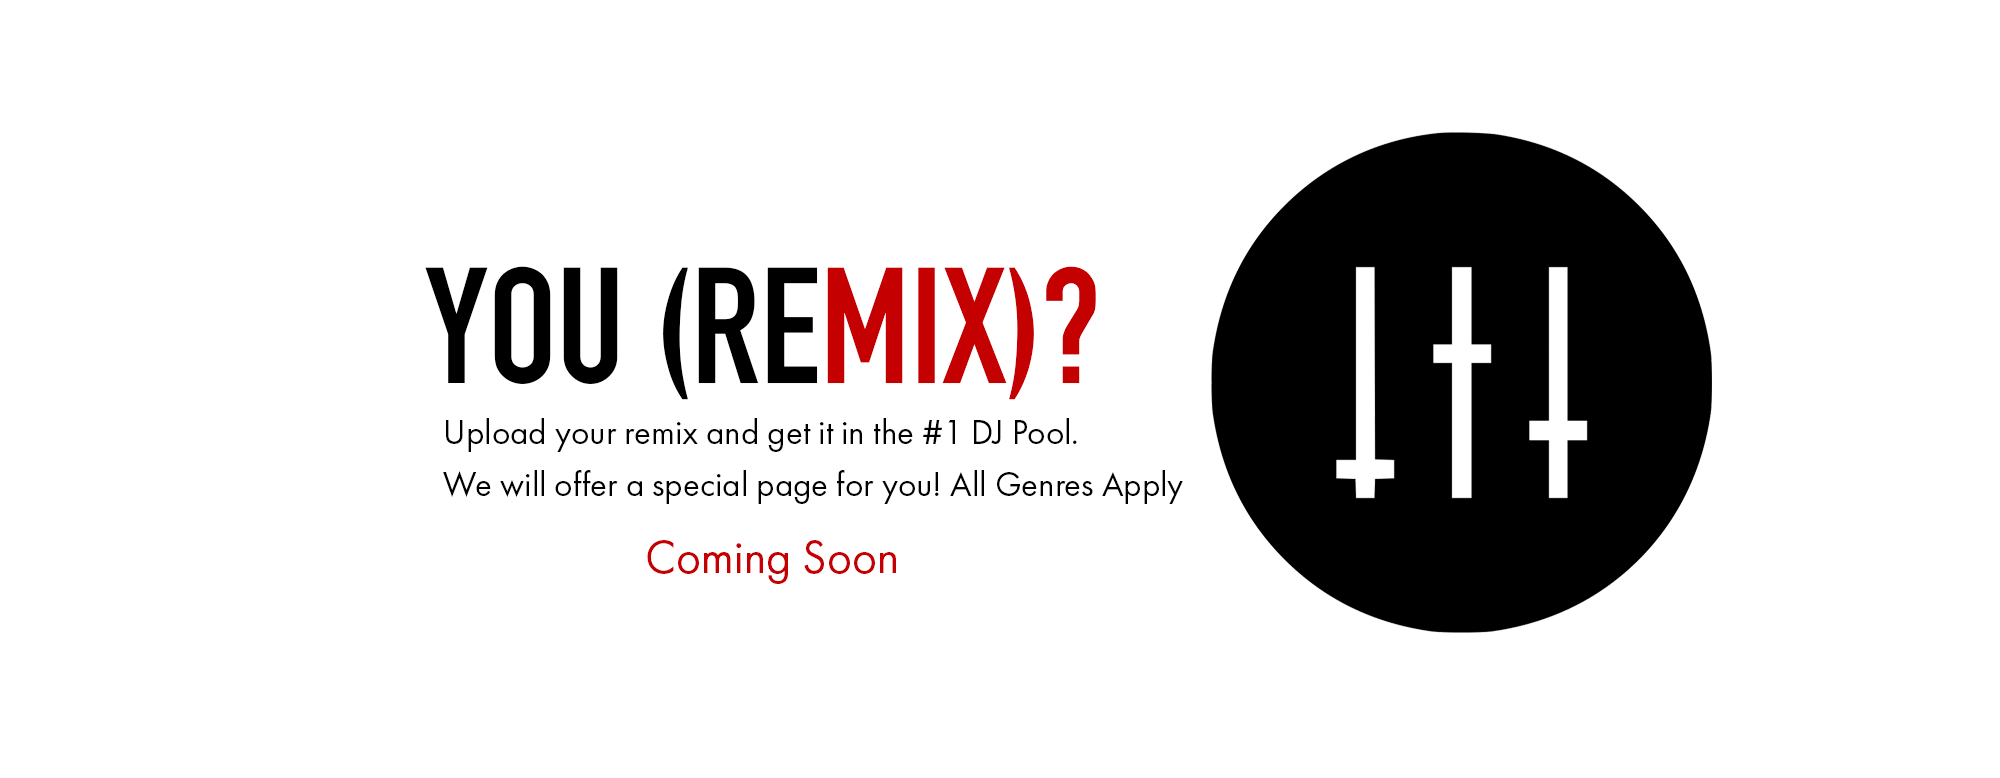 YOU (REMIX)?
Upload your remix and get it in the #1 DJ Pool.
We will offer a special page for you! All Genres Apply
Coming Soon